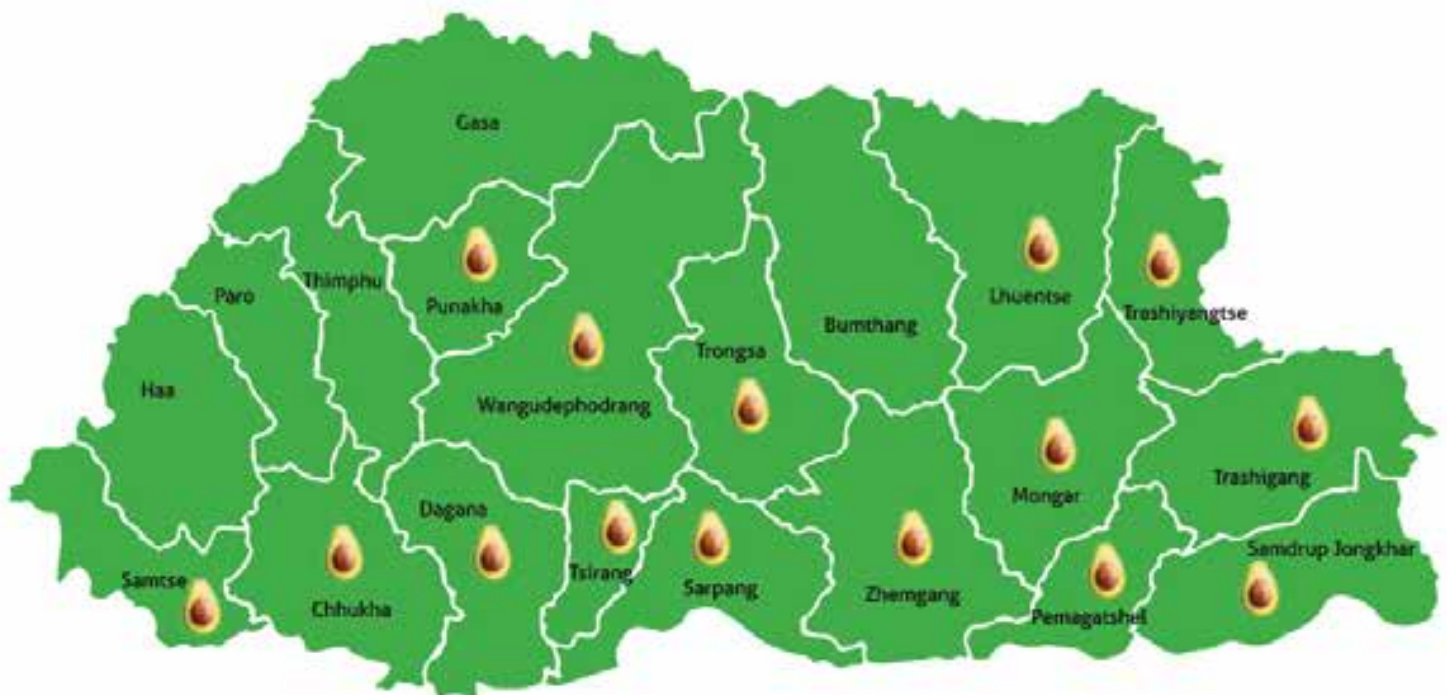 Gasa
Thimphu
Paro
Punakha
Lhuentse
Trashiyangtse
Bumthang
Trongsa
Haa
Wangudephodrang
Trashigang
Mongar
Dagana
Samdrup Jongkhar
Tsirang
Samtse
Sarpang
Zhemgang
Chhukha
Pemagatshel